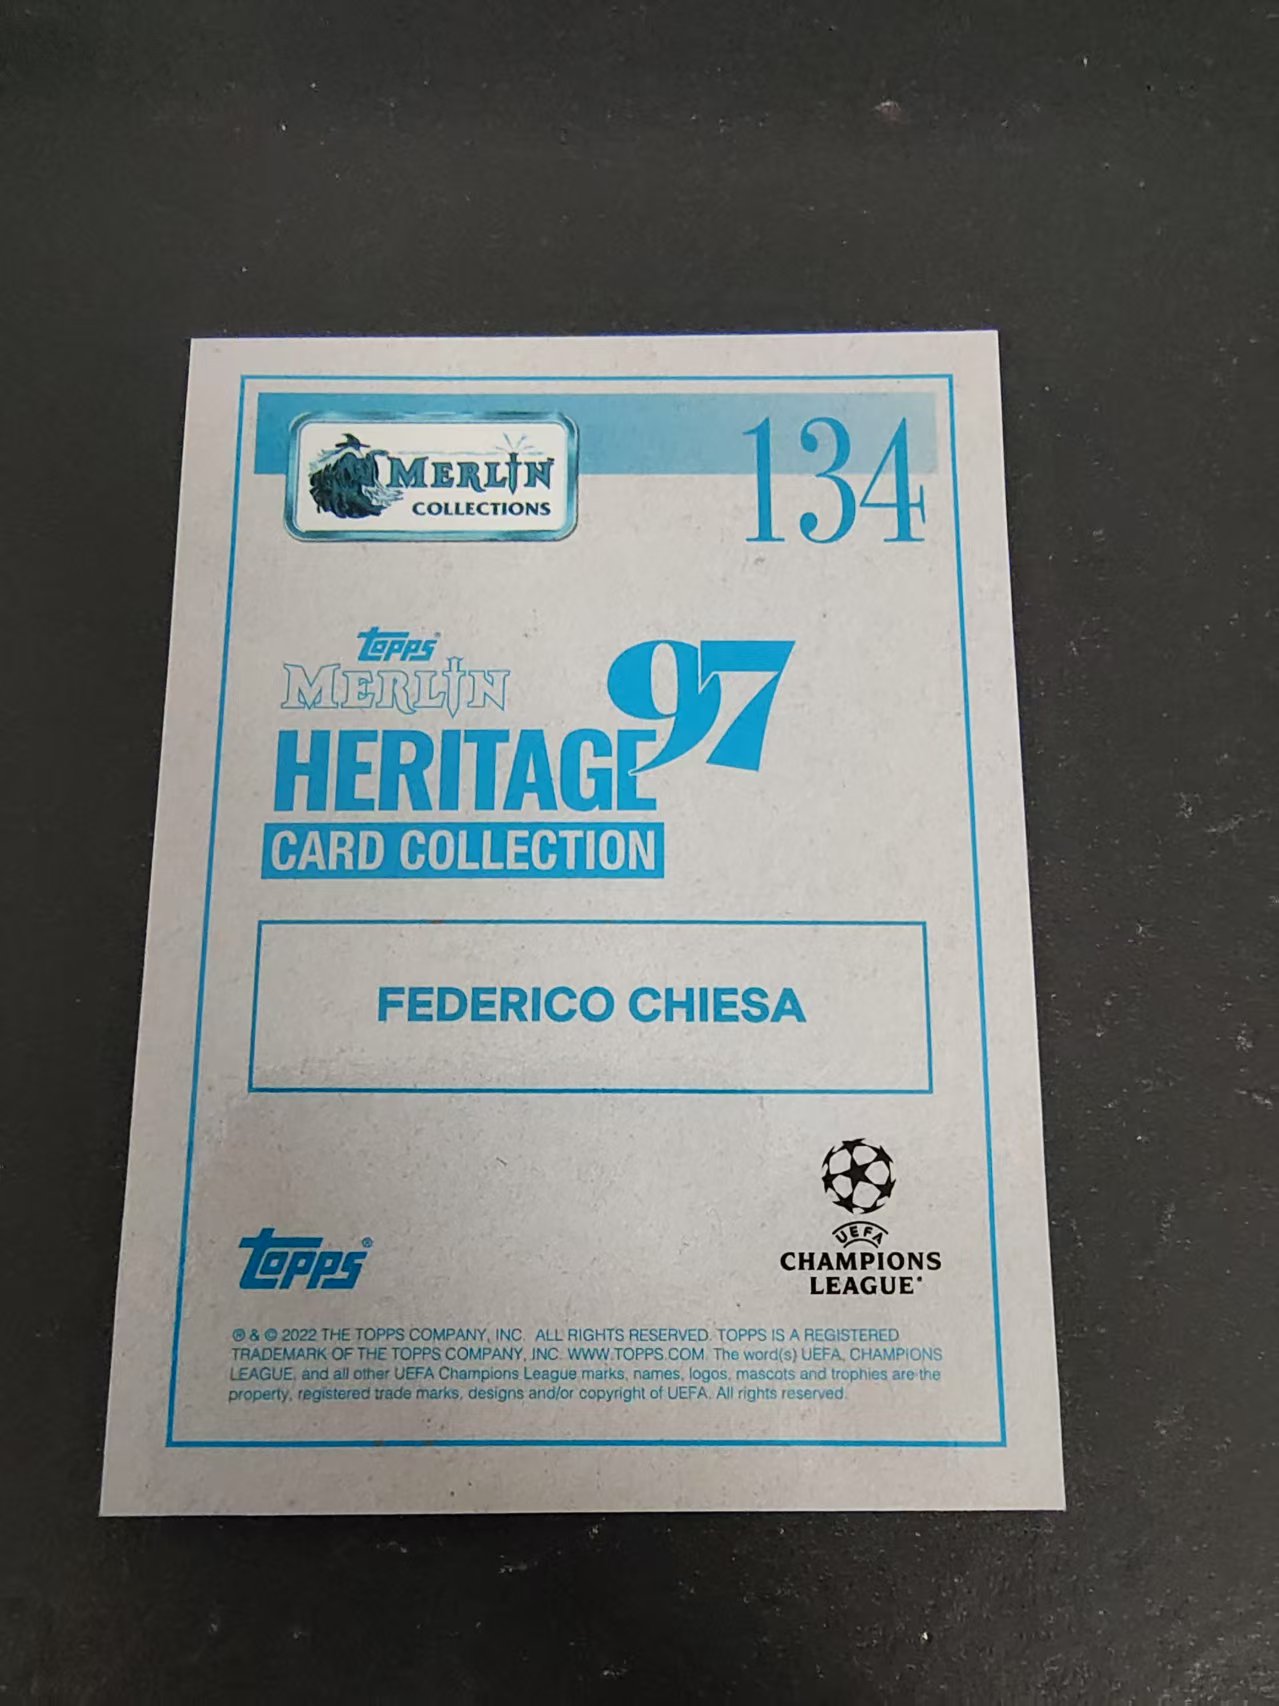 MERLIN
COLLECTIONS
134
Topps®
MERLIN
HERITAGE 97
CARD COLLECTION
FEDERICO CHIESA
Topps®
UEFA
CHAMPIONS
LEAGUE®
® & © 2022 THE TOPPS COMPANY, INC. ALL RIGHTS RESERVED. TOPPS IS A REGISTERED
TRADEMARK OF THE TOPPS COMPANY, INC. WWW.TOPPS.COM. The word(s) UEFA, CHAMPIONS
LEAGUE, and all other UEFA Champions League marks, names, logos, mascots and trophies are the
property, registered trade marks, designs and/or copyright of UEFA. All rights reserved.